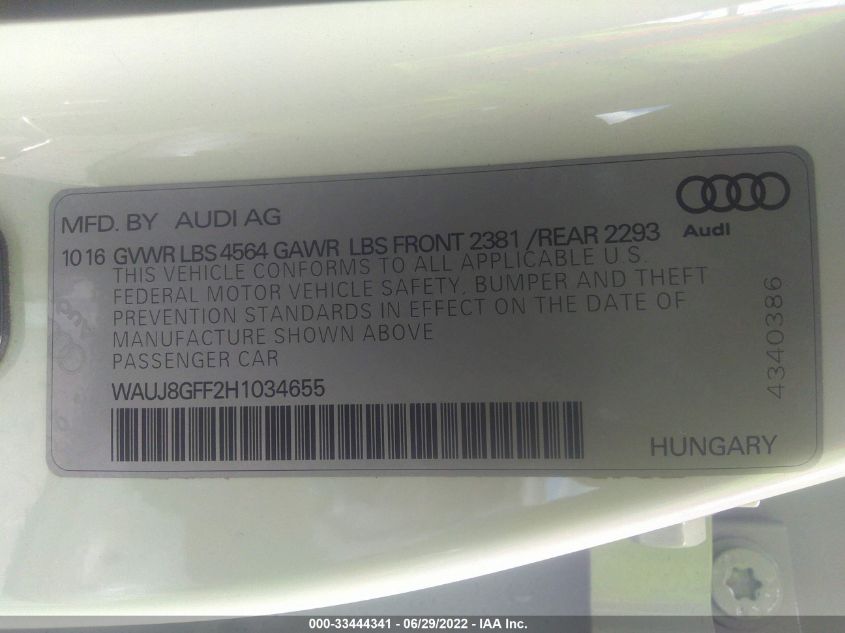 MFD. BY AUDI AG
Audi
10 16 GVWR LBS 4564 GAWR LBS FRONT 2381 /REAR 2293
THIS VEHICLE CONFORMS TO ALL APPLICABLE U S.
FEDERAL MOTOR VEHICLE SAFETY, BUMPER AND THEFT
PREVENTION STANDARDS IN EFFECT ON THE DATE OF
MANUFACTURE SHOWN ABOVE
PASSENGER CAR
WAUJ8GFF2H1034655
4340386
HUNGARY
000-33444341 - 06/29/2022 - IAA Inc.